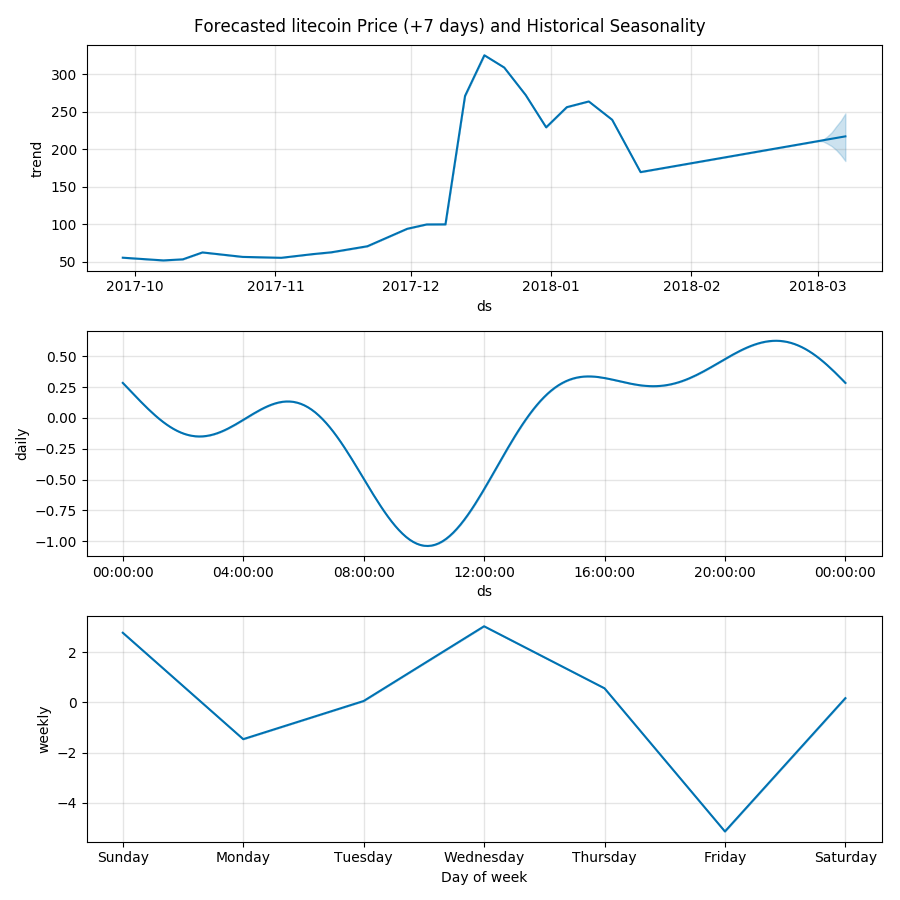 Forecasted litecoin Price (+7 days) and Historical Seasonality
300
250
200
150
100
50
trend
2017-10 2017-11 2017-12 2018-01 2018-02 2018-03
ds
0.50
0.25
0.00
−0.25
−0.50
−0.75
−1.00
daily
00:00:00 04:00:00 08:00:00 12:00:00 16:00:00 20:00:00 00:00:00
ds
2
0
−2
−4
weekly
Sunday Monday Tuesday Wednesday Thursday Friday Saturday
Day of week